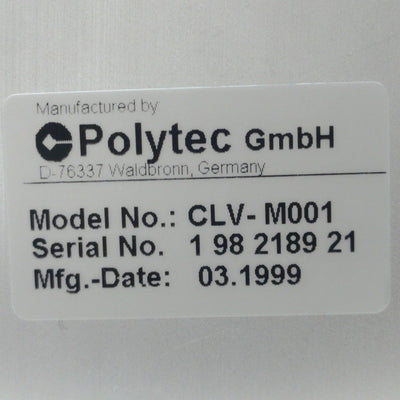 Manufactured by
Polytec GmbH
D-76337 Waldbronn, Germany
Model No.: CLV- M001
Serial No. 1 98 2189 21
Mfg.-Date: 03.1999